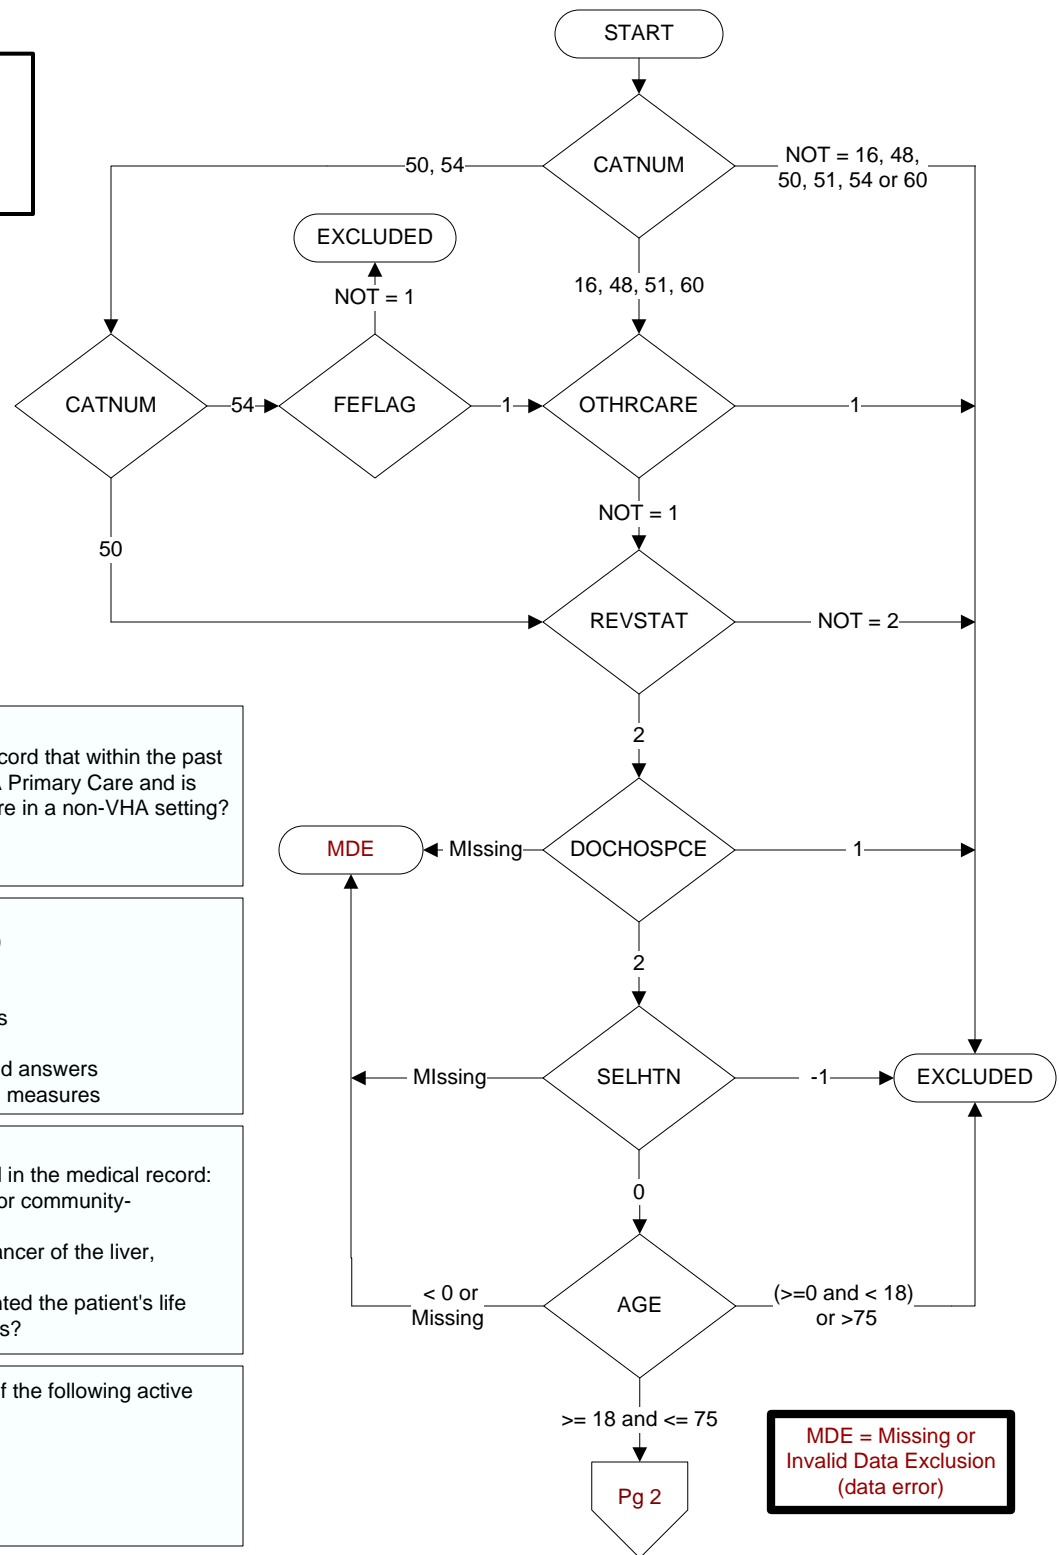 START
CATNUM
50, 54
NOT = 16, 48,
50, 51, 54 or 60
EXCLUDED
NOT = 1
16, 48, 51, 60
CATNUM
54
FEFLAG
1
OTHRCARE
1
NOT = 1
50
REVSTAT
NOT = 2
2
cord that within the past
Primary Care and is
re in a non-VHA setting?
MDE
MIssing
DOCHOSPCE
1
2
s
d answers
measures
MIssing
SELHTN
-1
EXCLUDED
in the medical record:
or community-
ancer of the liver,
nted the patient's life
s?
0
< 0 or
Missing
AGE
(>=0 and < 18)
or >75
f the following active
>= 18 and <= 75
Pg 2
MDE = Missing or
Invalid Data Exclusion
(data error)